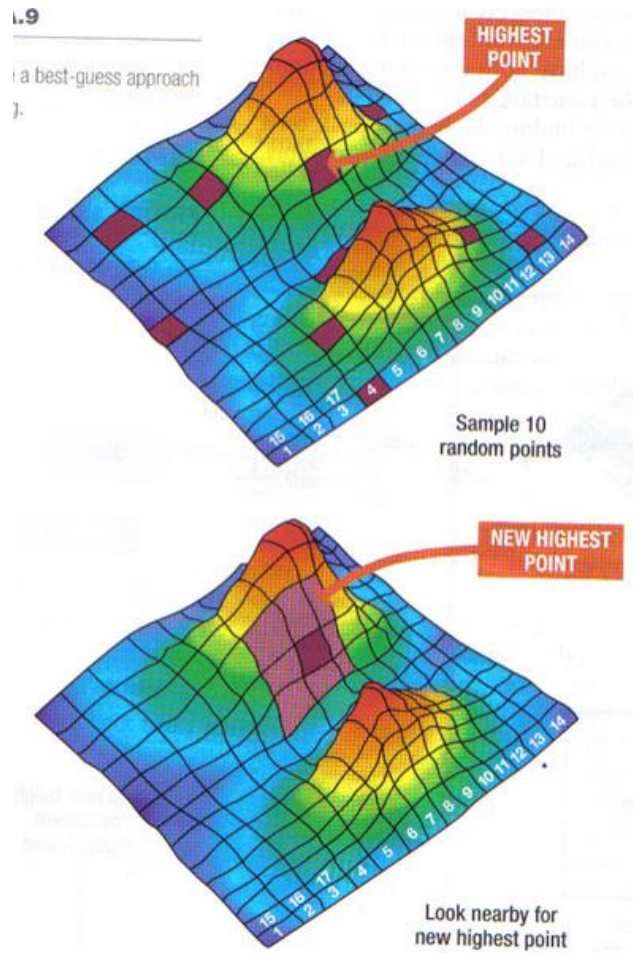 .9
e a best-guess approach
g.
HIGHEST
POINT
15 16 17
1 2 3 4 5 6 7 8 9 10 11 12 13 14
Sample 10
random points
NEW HIGHEST
POINT
15 16 17
1 2 3 4 5 6 7 8 9 10 11 12 13 14
Look nearby for
new highest point